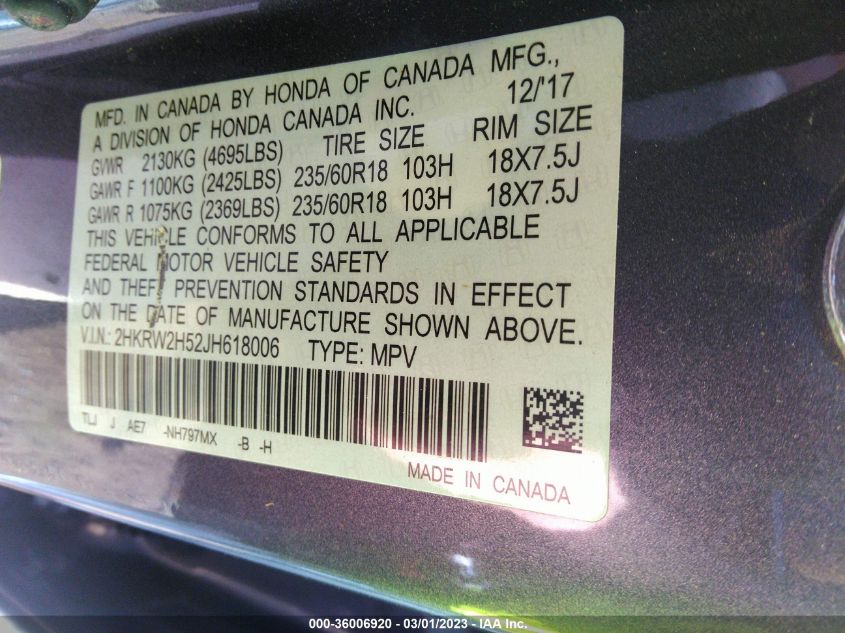 MFD. IN CANADA BY HONDA OF CANADA MFG.,
A DIVISION OF HONDA CANADA INC. 12/'17
GVWR 2130KG (4695LBS) TIRE SIZE RIM SIZE
GAWR F 1100KG (2425LBS) 235/60R18 103H 18X7.5J
GAWR R 1075KG (2369LBS) 235/60R18 103H 18X7.5J
THIS VEHICLE CONFORMS TO ALL APPLICABLE
FEDERAL MOTOR VEHICLE SAFETY
AND THEFT PREVENTION STANDARDS IN EFFECT
ON THE DATE OF MANUFACTURE SHOWN ABOVE.
V.I.N.: 2HKRW2H52JH618006 TYPE: MPV
TLJ J AE7 -NH797MX -B -H
MADE IN CANADA
000-36006920 - 03/01/2023 - IAA Inc.